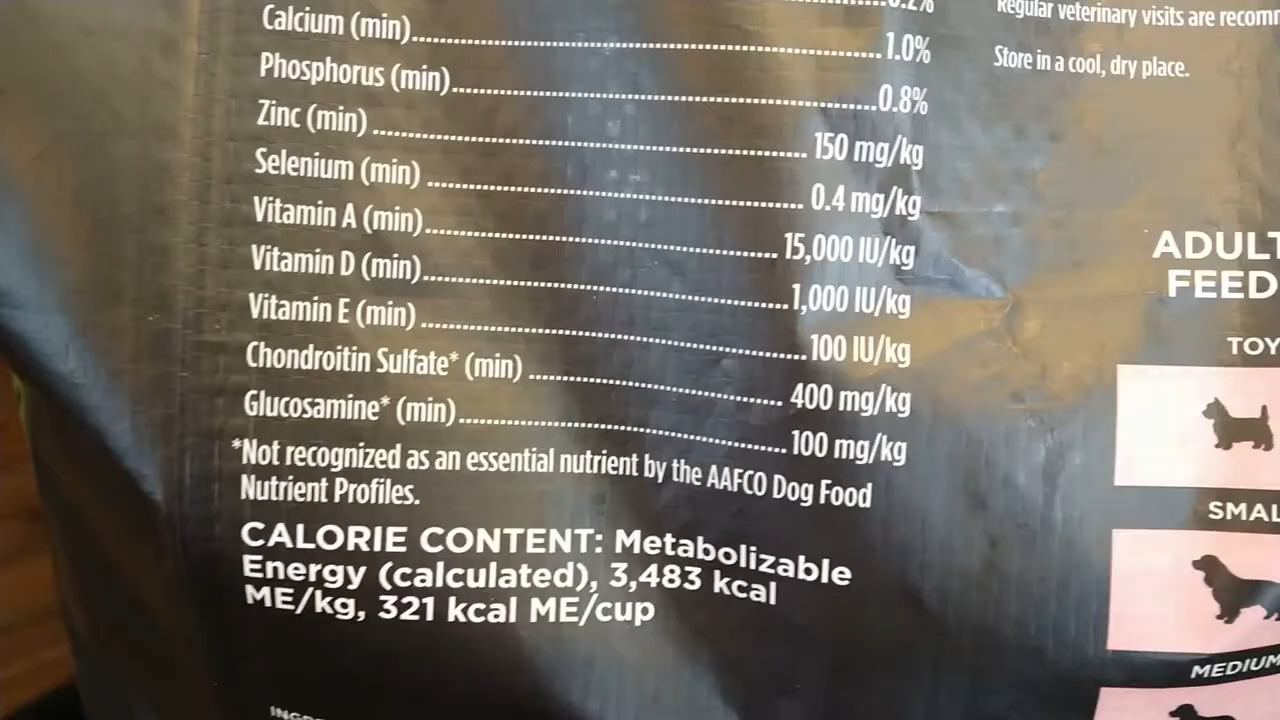 0.2%
Calcium (min)..........1.0%
Phosphorus (min)..........0.8%
Zinc (min)..........150 mg/kg
Selenium (min)..........0.4 mg/kg
Vitamin A (min)..........15,000 IU/kg
Vitamin D (min)..........1,000 IU/kg
Vitamin E (min)..........100 IU/kg
Chondroitin Sulfate* (min)..........400 mg/kg
Glucosamine* (min)..........100 mg/kg
*Not recognized as an essential nutrient by the AAFCO Dog Food
Nutrient Profiles.
CALORIE CONTENT: Metabolizable
Energy (calculated), 3,483 kcal
ME/kg, 321 kcal ME/cup
Regular veterinary visits are recom
Store in a cool, dry place.
ADULT
FEED
TOY
SMAL
MEDIUM